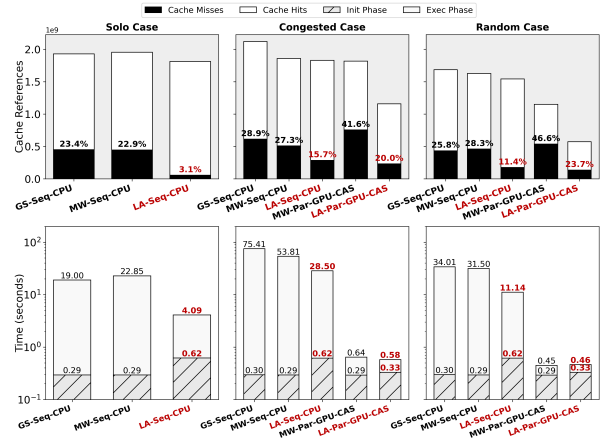 Cache Misses Cache Hits Init Phase Exec Phase
Solo Case
Congested Case
Random Case
1e9
Cache References
2.0
1.5
1.0
0.5
0.0
23.4%
22.9%
3.1%
GS-Seq-CPU
MW-Seq-CPU
LA-Seq-CPU
28.9%
27.3%
15.7%
41.6%
20.0%
GS-Seq-CPU
MW-Seq-CPU
LA-Seq-CPU
MW-Par-GPU-CAS
LA-Par-GPU-CAS
25.8%
28.3%
11.4%
46.6%
23.7%
GS-Seq-CPU
MW-Seq-CPU
LA-Seq-CPU
MW-Par-GPU-CAS
LA-Par-GPU-CAS
Time (seconds)
10²
10¹
10⁰
10⁻¹
19.00
22.85
4.09
0.29
0.29
0.62
GS-Seq-CPU
MW-Seq-CPU
LA-Seq-CPU
75.41
53.81
28.50
0.64
0.58
0.30
0.29
0.62
0.29
0.33
GS-Seq-CPU
MW-Seq-CPU
LA-Seq-CPU
MW-Par-GPU-CAS
LA-Par-GPU-CAS
34.01
31.50
11.14
0.45
0.46
0.30
0.29
0.62
0.29
0.33
GS-Seq-CPU
MW-Seq-CPU
LA-Seq-CPU
MW-Par-GPU-CAS
LA-Par-GPU-CAS